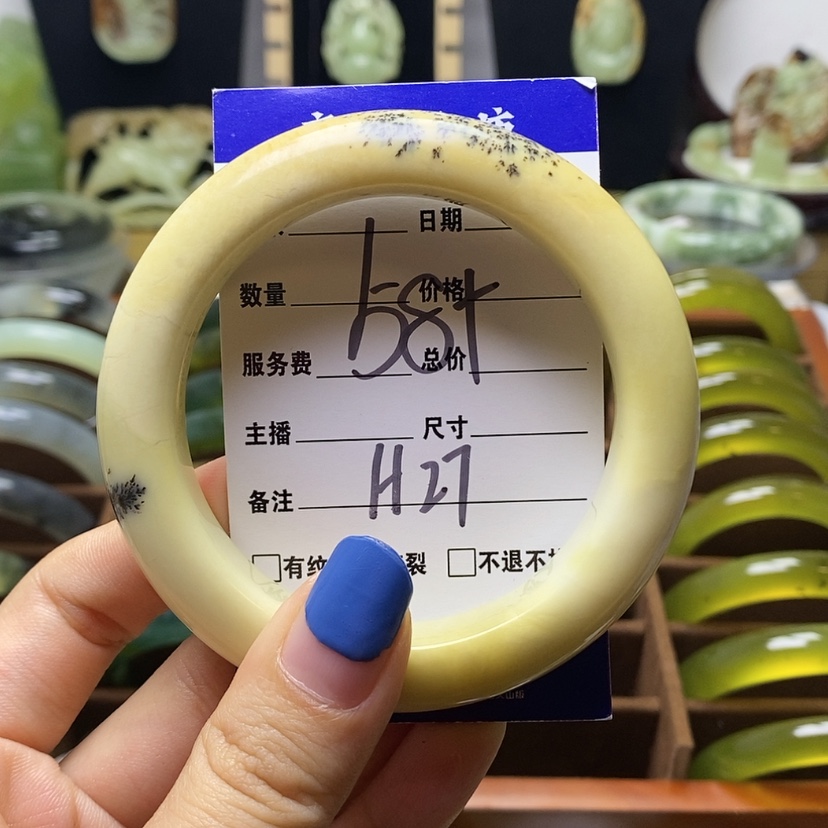 日期
58+
数量 价格
服务费 总价
主播 尺寸
H27
备注
□有纹 裂 □不退不